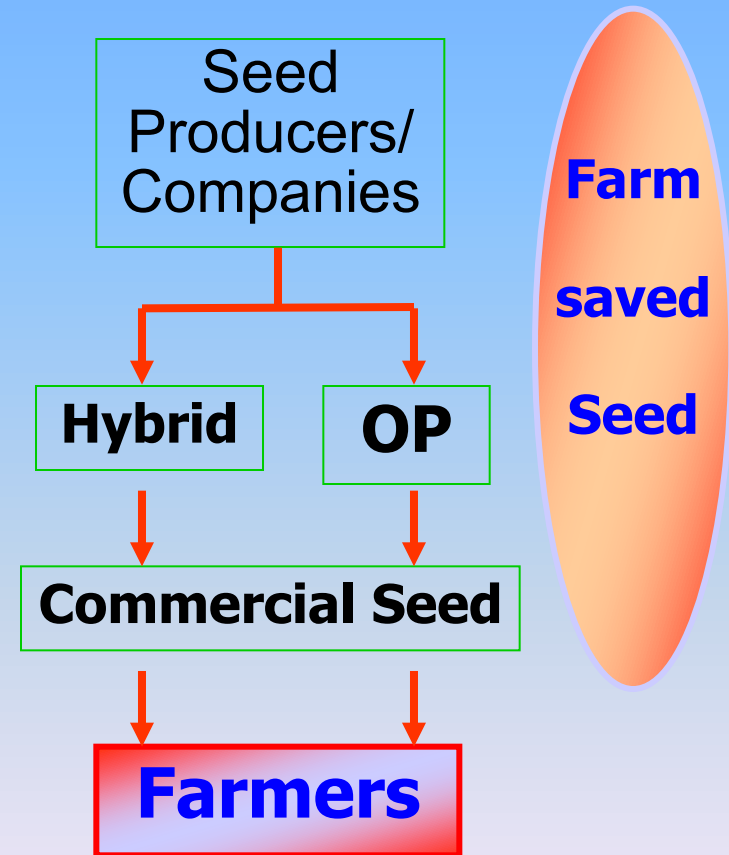 Seed
Producers/
Companies
Farm
saved
Seed
Hybrid
OP
Commercial Seed
Farmers